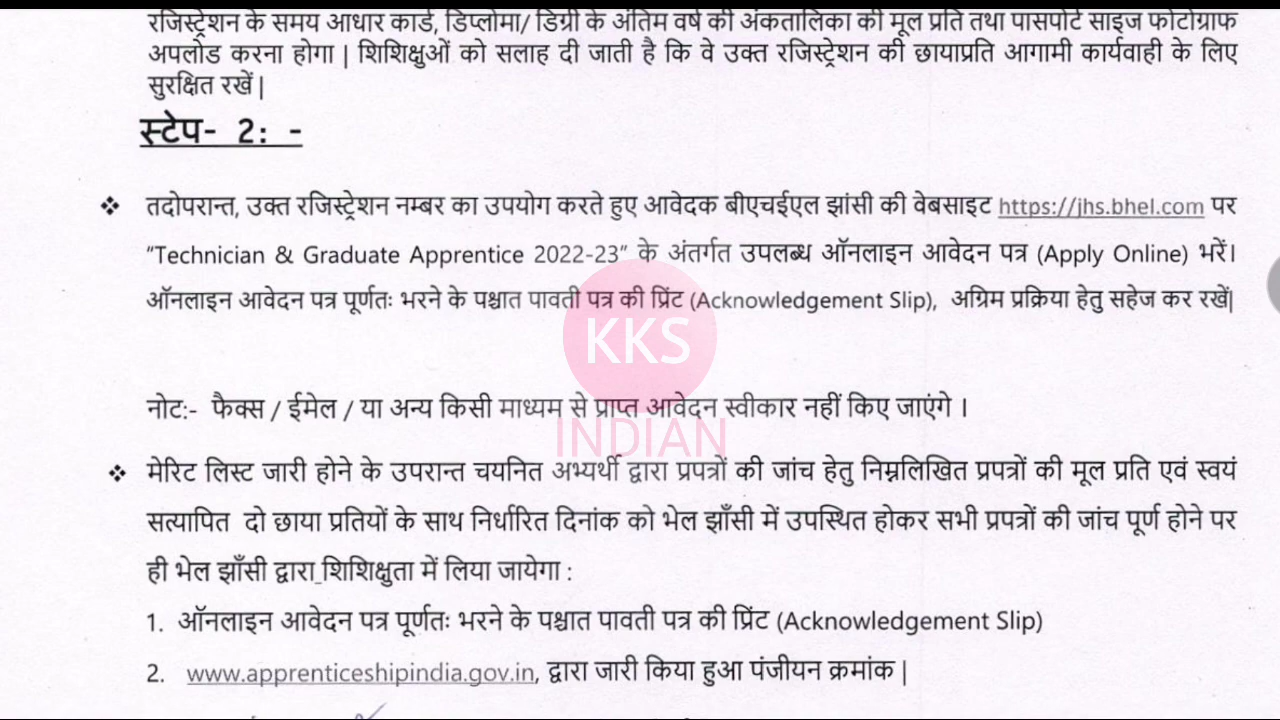 रजिस्ट्रेशन के समय आधार कार्ड, डिप्लोमा/ डिग्री के अंतिम वर्ष की अंकतालिका की मूल प्रति तथा पासपोर्ट साइज फोटोग्राफ
अपलोड करना होगा | शिशिक्षुओं को सलाह दी जाती है कि वे उक्त रजिस्ट्रेशन की छायाप्रति आगामी कार्यवाही के लिए
सुरक्षित रखें |
स्टेप- 2: -
❖ तदोपरान्त, उक्त रजिस्ट्रेशन नम्बर का उपयोग करते हुए आवेदक बीएचईएल झांसी की वेबसाइट https://jhs.bhel.com पर
“Technician & Graduate Apprentice 2022-23” के अंतर्गत उपलब्ध ऑनलाइन आवेदन पत्र (Apply Online) भरें।
ऑनलाइन आवेदन पत्र पूर्णतः भरने के पश्चात पावती पत्र की प्रिंट (Acknowledgement Slip), अग्रिम प्रक्रिया हेतु सहेज कर रखें|
KKS
नोट:- फैक्स / ईमेल / या अन्य किसी माध्यम से प्राप्त आवेदन स्वीकार नहीं किए जाएंगे ।
INDIAN
❖ मेरिट लिस्ट जारी होने के उपरान्त चयनित अभ्यर्थी द्वारा प्रपत्रों की जांच हेतु निम्नलिखित प्रपत्रों की मूल प्रति एवं स्वयं
सत्यापित दो छाया प्रतियों के साथ निर्धारित दिनांक को भेल झाँसी में उपस्थित होकर सभी प्रपत्रों की जांच पूर्ण होने पर
ही भेल झाँसी द्वारा शिशिक्षुता में लिया जायेगा :
1. ऑनलाइन आवेदन पत्र पूर्णतः भरने के पश्चात पावती पत्र की प्रिंट (Acknowledgement Slip)
2. www.apprenticeshipindia.gov.in, द्वारा जारी किया हुआ पंजीयन क्रमांक |